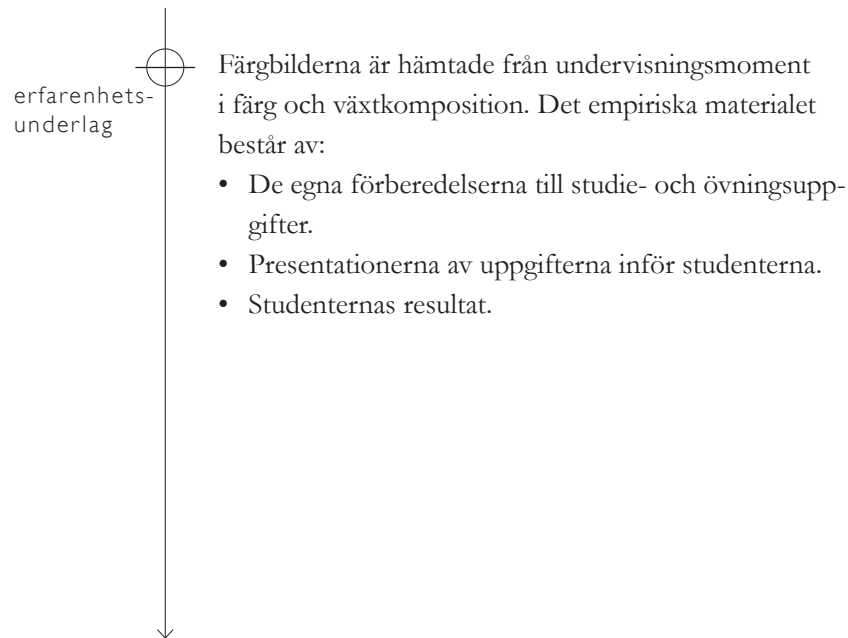 erfarenhets-
underlag
Färgbilderna är hämtade från undervisningsmoment
i färg och växtkomposition. Det empiriska materialet
består av:
• De egna förberedelserna till studie- och övningsupp-
gifter.
• Presentationerna av uppgifterna inför studenterna.
• Studenternas resultat.